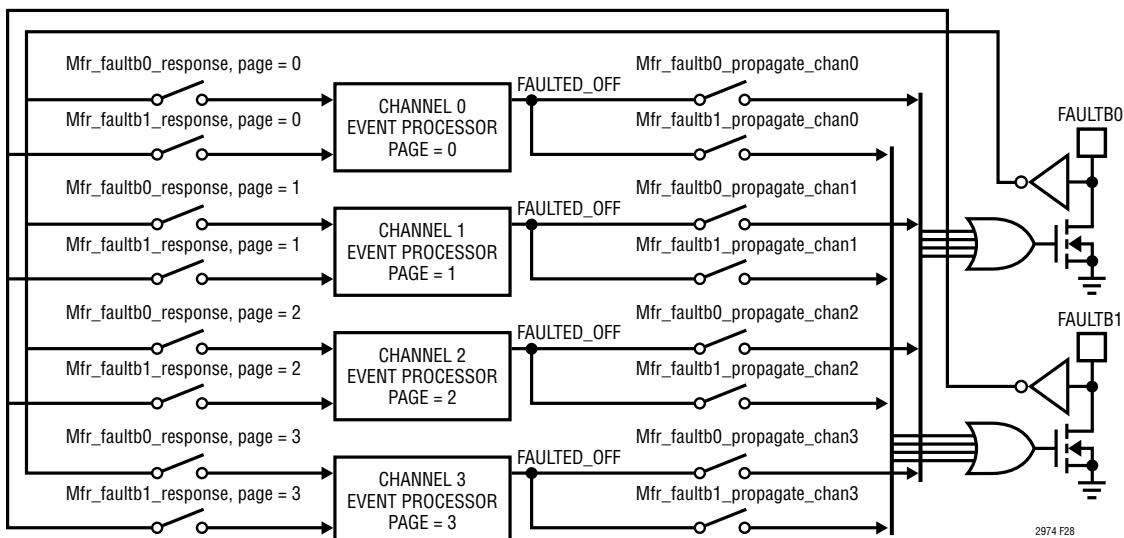 Mfr_faultb0_response, page = 0
Mfr_faultb1_response, page = 0
CHANNEL 0
EVENT PROCESSOR
PAGE = 0
FAULTED_OFF
Mfr_faultb0_propagate_chan0
Mfr_faultb1_propagate_chan0
FAULTB0
Mfr_faultb0_response, page = 1
Mfr_faultb1_response, page = 1
CHANNEL 1
EVENT PROCESSOR
PAGE = 1
FAULTED_OFF
Mfr_faultb0_propagate_chan1
Mfr_faultb1_propagate_chan1
Mfr_faultb0_response, page = 2
Mfr_faultb1_response, page = 2
CHANNEL 2
EVENT PROCESSOR
PAGE = 2
FAULTED_OFF
Mfr_faultb0_propagate_chan2
Mfr_faultb1_propagate_chan2
FAULTB1
Mfr_faultb0_response, page = 3
Mfr_faultb1_response, page = 3
CHANNEL 3
EVENT PROCESSOR
PAGE = 3
FAULTED_OFF
Mfr_faultb0_propagate_chan3
Mfr_faultb1_propagate_chan3
2974 F28